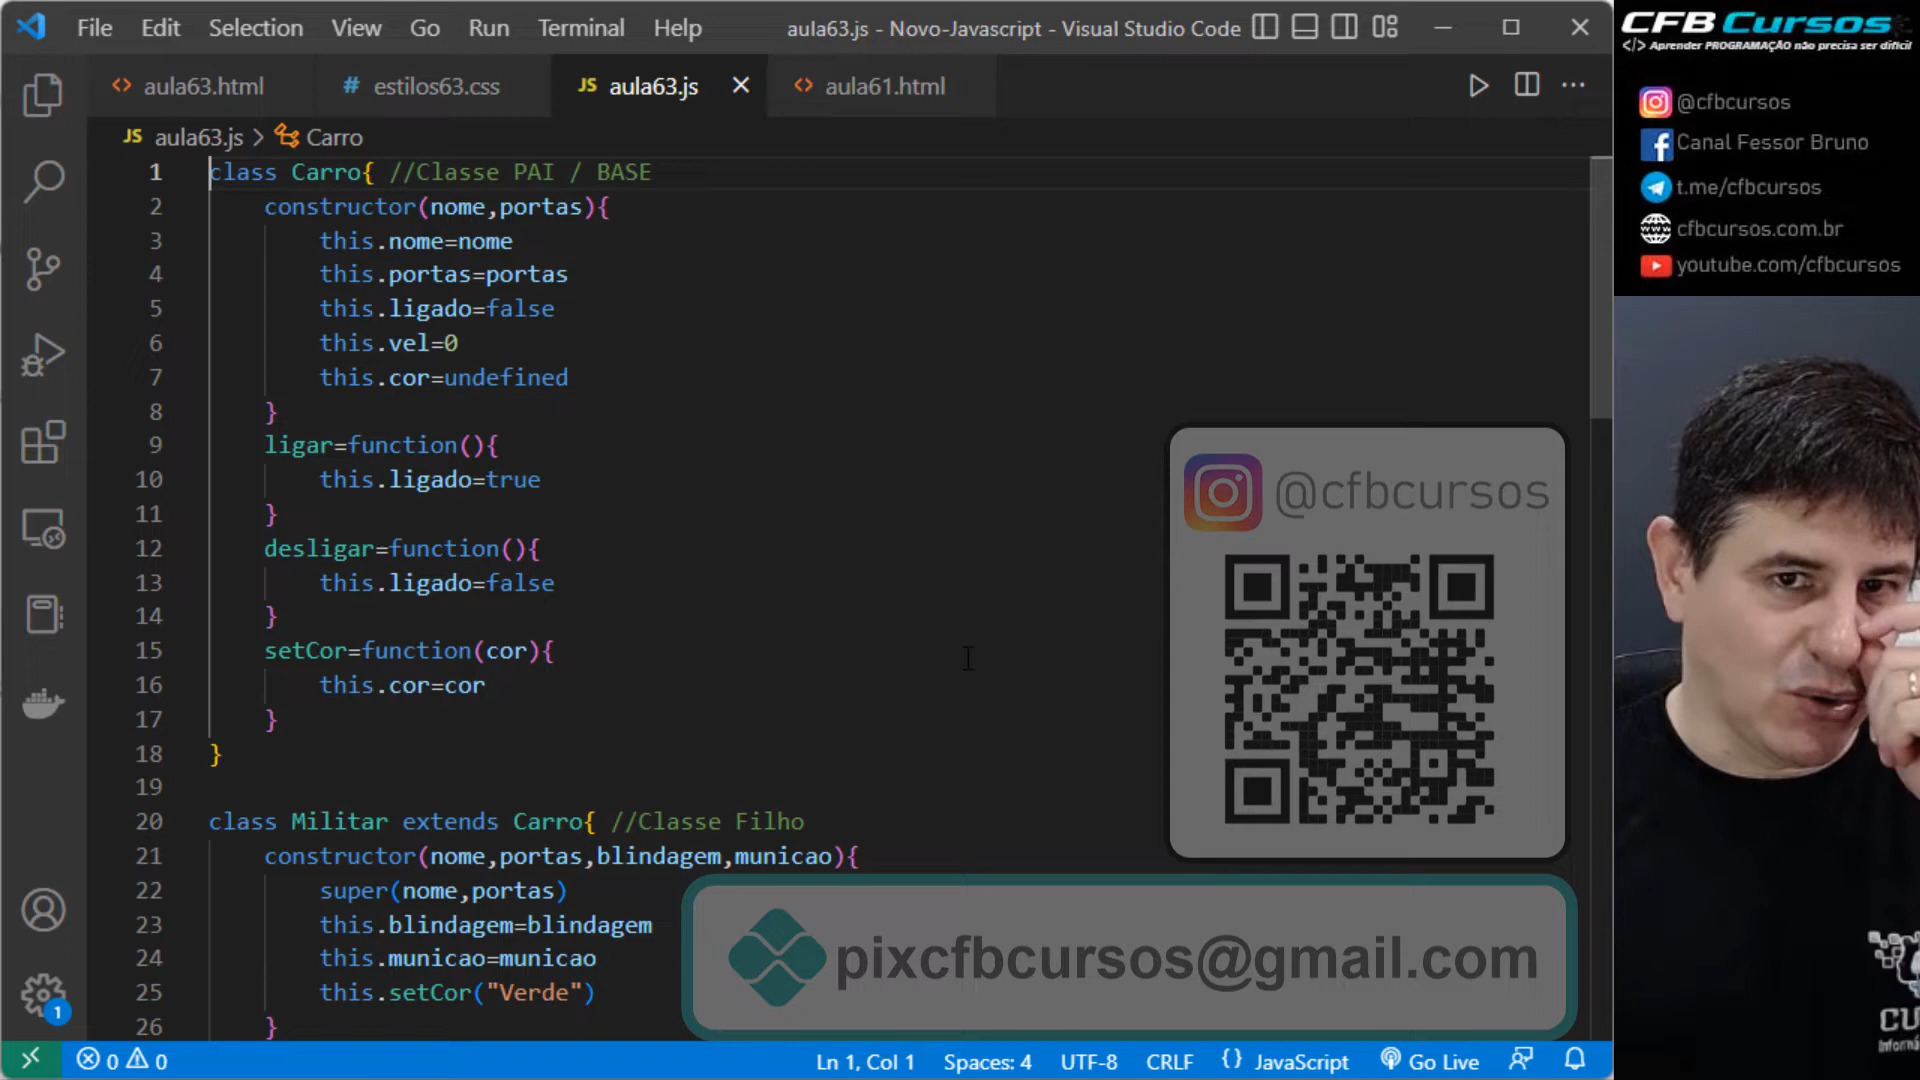 File Edit Selection View Go Run Terminal Help aula63.js - Novo-Javascript - Visual Studio Code
aula63.html
# estilos63.css
JS aula63.js
aula61.html
JS aula63.js > Carro
1 class Carro{ //Classe PAI / BASE
2 constructor(nome,portas){
3 this.nome=nome
4 this.portas=portas
5 this.ligado=false
6 this.vel=0
7 this.cor=undefined
8 }
9 ligar=function(){
10 this.ligado=true
11 }
12 desligar=function(){
13 this.ligado=false
14 }
15 setCor=function(cor){
16 this.cor=cor
17 }
18 }
19
20 class Militar extends Carro{ //Classe Filho
21 constructor(nome,portas,blindagem,municao){
22 super(nome,portas)
23 this.blindagem=blindagem
24 this.municao=municao
25 this.setCor("Verde")
26 }
1
0 0
Ln 1, Col 1 Spaces: 4 UTF-8 CRLF {} JavaScript Go Live
@cfbcursos
pixcfbcursos@gmail.com
CFB Cursos
</> Aprender PROGRAMAÇÃO não precisa ser difícil
@cfbcursos
Canal Fessor Bruno
t.me/cfbcursos
cfbcursos.com.br
youtube.com/cfbcursos